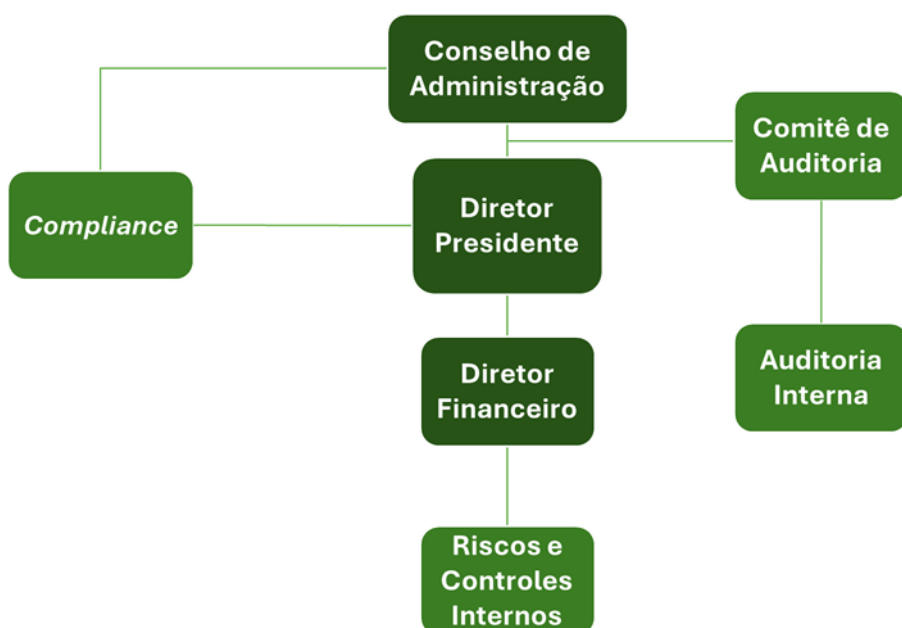 Conselho de
Administração
Comitê de
Auditoria
Compliance
Diretor
Presidente
Diretor
Financeiro
Auditoria
Interna
Riscos e
Controles
Internos